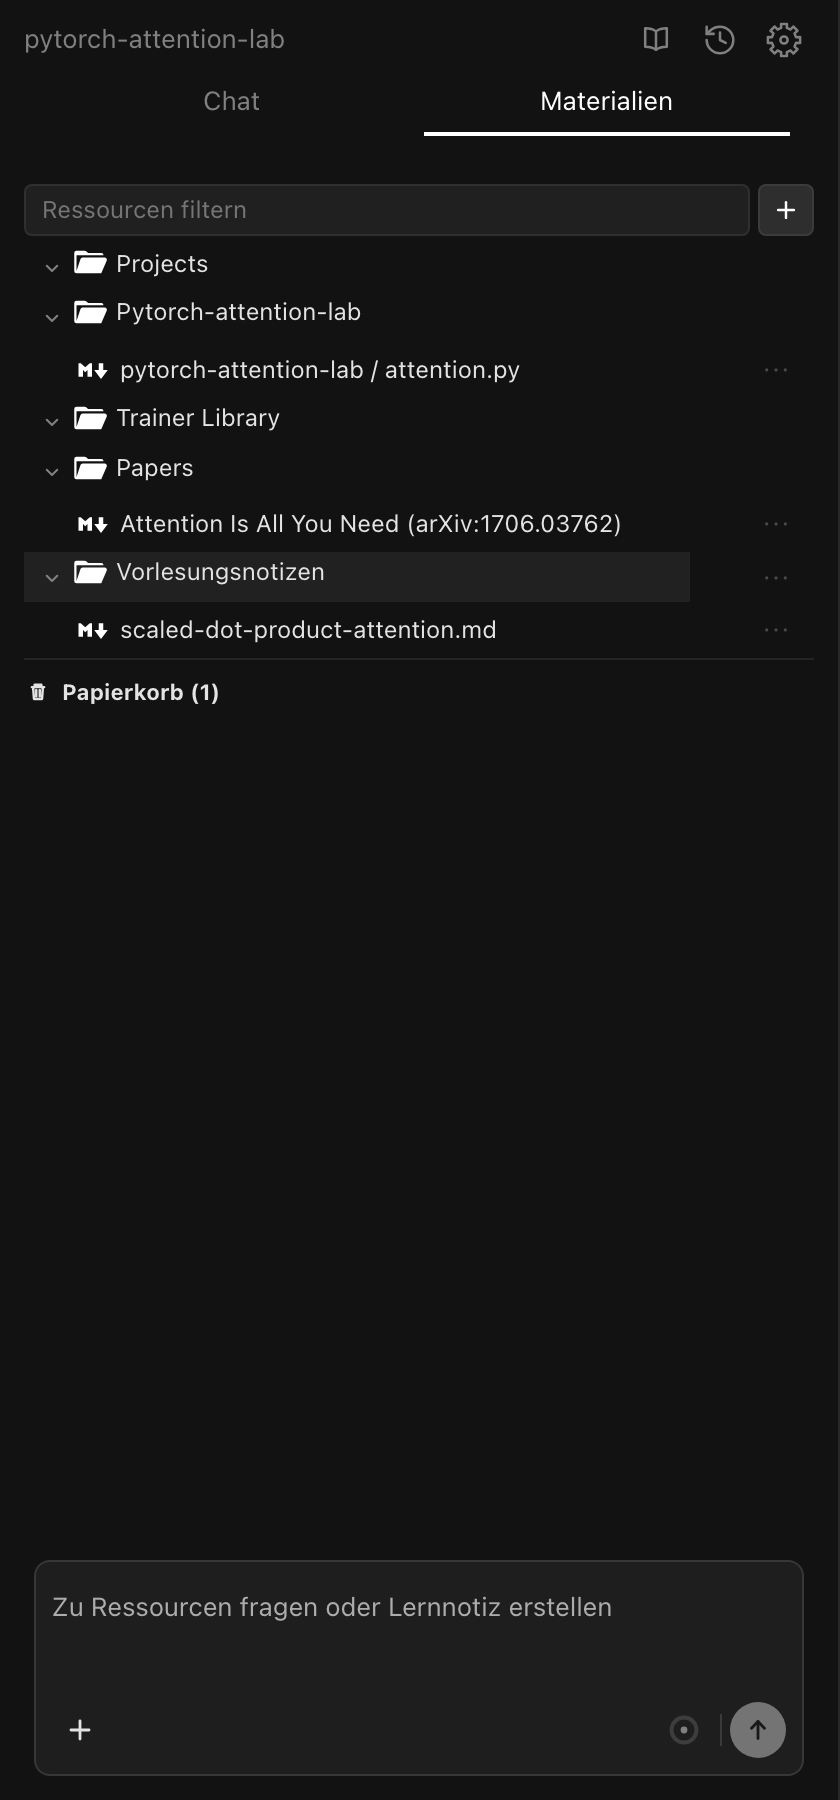 pytorch-attention-lab
Chat
Materialien
Ressourcen filtern
Projects
Pytorch-attention-lab
pytorch-attention-lab / attention.py
Trainer Library
Papers
Attention Is All You Need (arXiv:1706.03762)
Vorlesungsnotizen
scaled-dot-product-attention.md
Papierkorb (1)
Zu Ressourcen fragen oder Lernnotiz erstellen